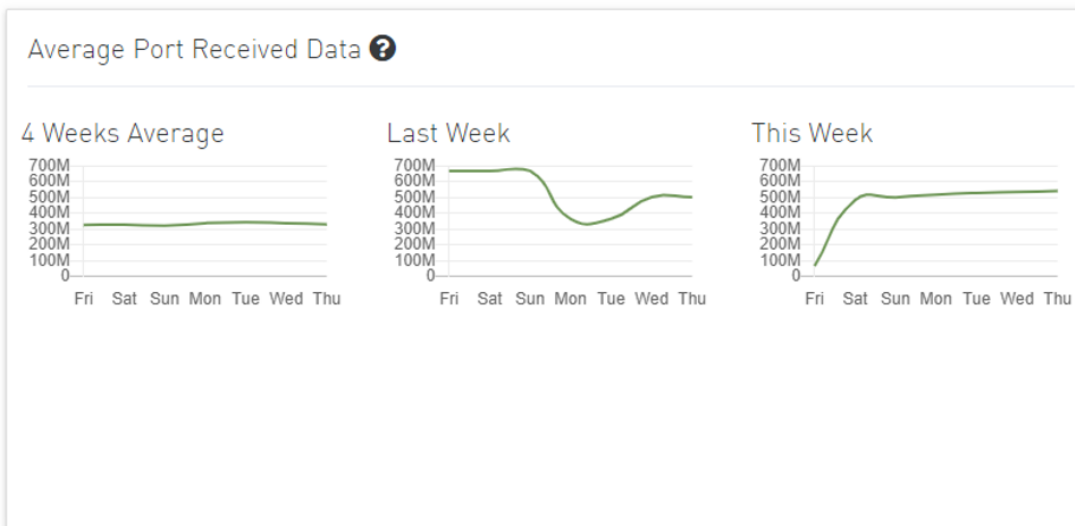 Average Port Received Data ?
4 Weeks Average
700M
600M
500M
400M
300M
200M
100M
0
Fri Sat Sun Mon Tue Wed Thu
Last Week
700M
600M
500M
400M
300M
200M
100M
0
Fri Sat Sun Mon Tue Wed Thu
This Week
700M
600M
500M
400M
300M
200M
100M
0
Fri Sat Sun Mon Tue Wed Thu